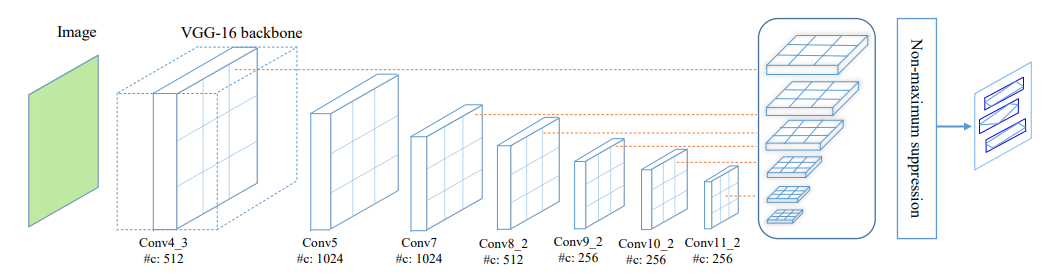 Image
VGG-16 backbone
Conv4_3
#c: 512
Conv5
#c: 1024
Conv7
#c: 1024
Conv8_2
#c: 512
Conv9_2
#c: 256
Conv10_2
#c: 256
Conv11_2
#c: 256
Non-maximum
suppression